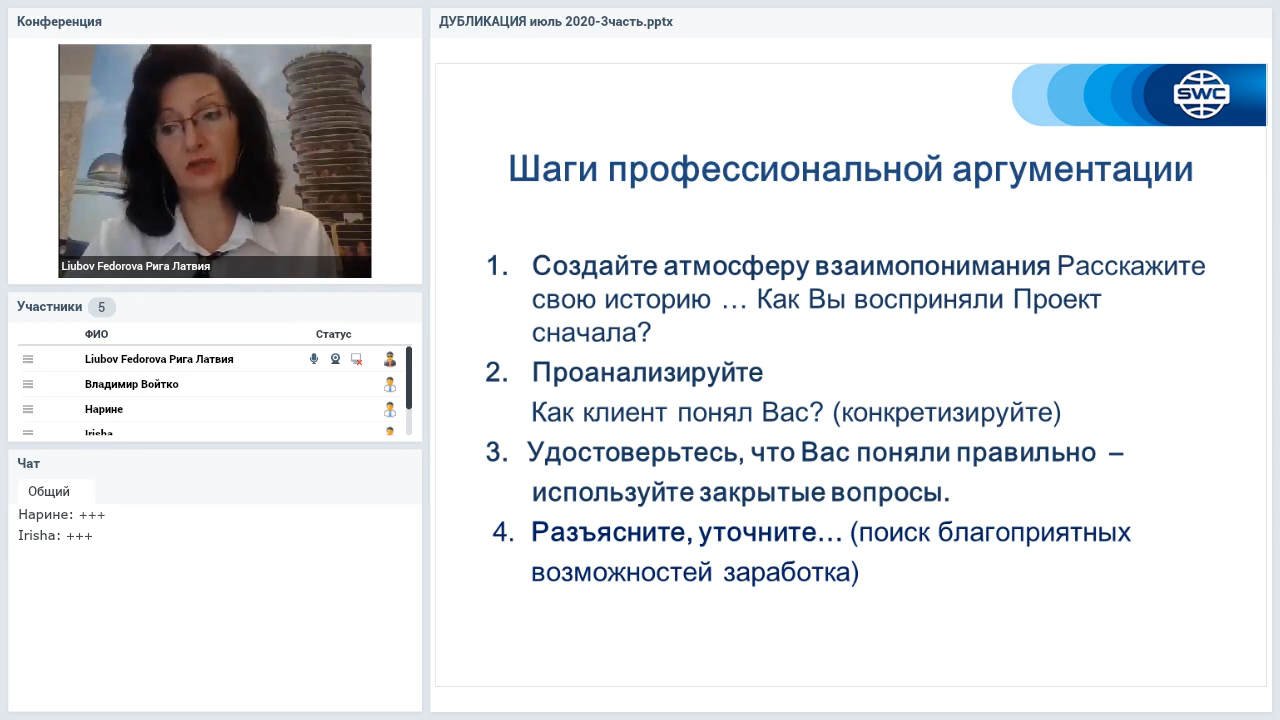 Конференция
Liubov Fedorova Рига Латвия
Участники 5
ФИО Статус
Liubov Fedorova Рига Латвия
Владимир Войтко
Нарине
Irisha
Чат
Общий
Нарине: +++
Irisha: +++
ДУБЛИКАЦИЯ июль 2020-3часть.pptx
SWC
Шаги профессиональной аргументации
1. Создайте атмосферу взаимопонимания Расскажите
свою историю … Как Вы восприняли Проект
сначала?
2. Проанализируйте
Как клиент понял Вас? (конкретизируйте)
3. Удостоверьтесь, что Вас поняли правильно –
используйте закрытые вопросы.
4. Разъясните, уточните… (поиск благоприятных
возможностей заработка)